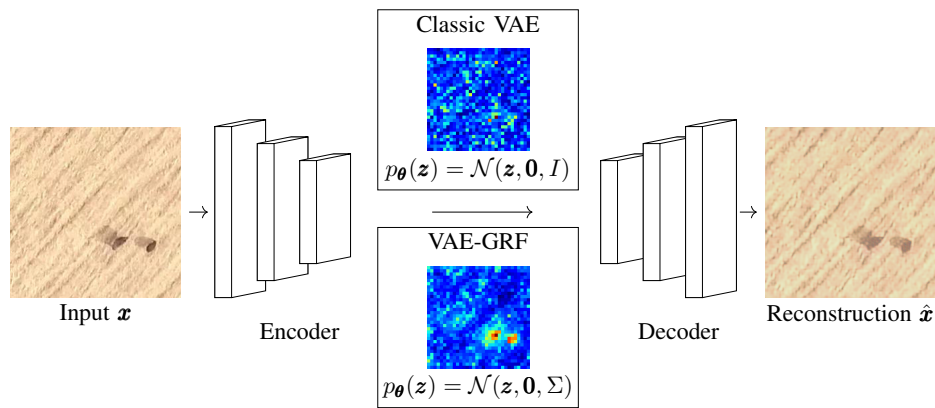 Classic VAE
p_θ(z) = 𝒩(z, 0, I)
VAE-GRF
p_θ(z) = 𝒩(z, 0, Σ)
Input x
Encoder
Decoder
Reconstruction x̂